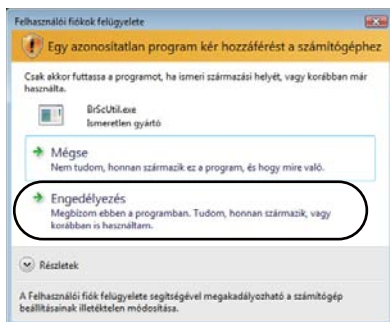 Felhasználói fiókok felügyelete
Egy azonosítatlan program kér hozzáférést a számítógéphez
Csak akkor futtassa a programot, ha ismeri származási helyét, vagy korábban már
használta.
BrScUtil.exe
Ismeretlen gyártó
Mégse
Nem tudom, honnan származik ez a program, és hogy mire való.
Engedélyezés
Megbízom ebben a programban. Tudom, honnan származik, vagy
korábban is használtam.
Részletek
A Felhasználói fiók felügyelete segítségével megakadályozható a számítógép
beállításainak illetéktelen módosítása.